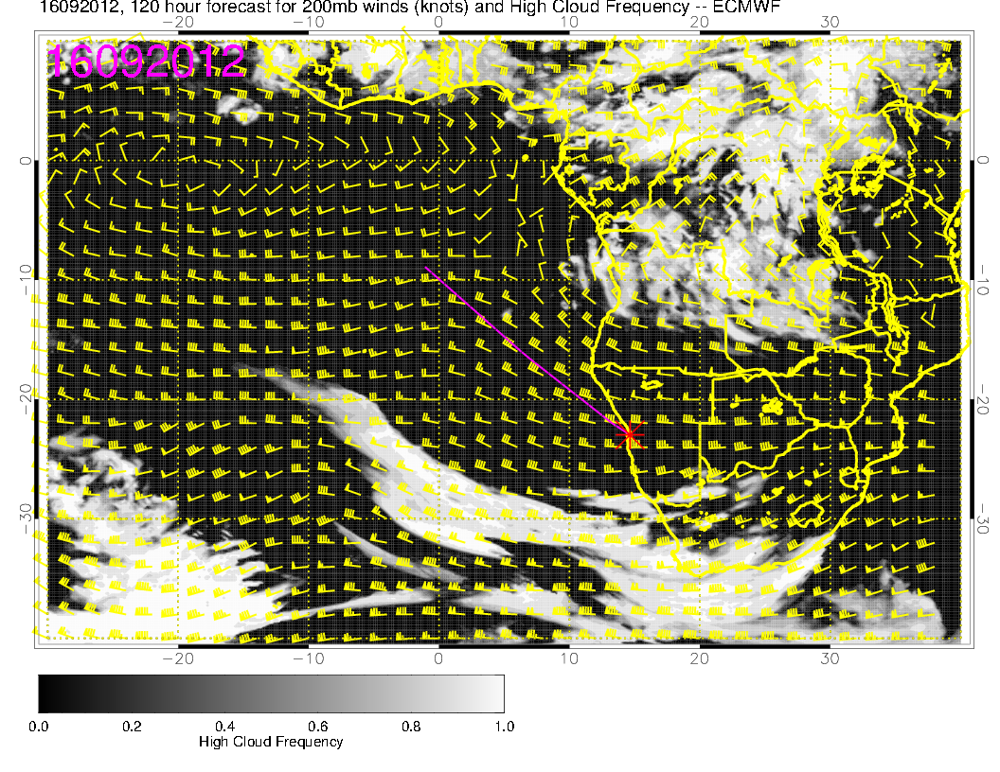 16092012, 120 hour forecast for 200mb winds (knots) and High Cloud Frequency -- ECMWF
−20 −10 0 10 20 30
16092012
0 0
−10 −10
−20 −20
−30 −30
−20 −10 0 10 20 30
0.0 0.2 0.4 0.6 0.8 1.0
High Cloud Frequency